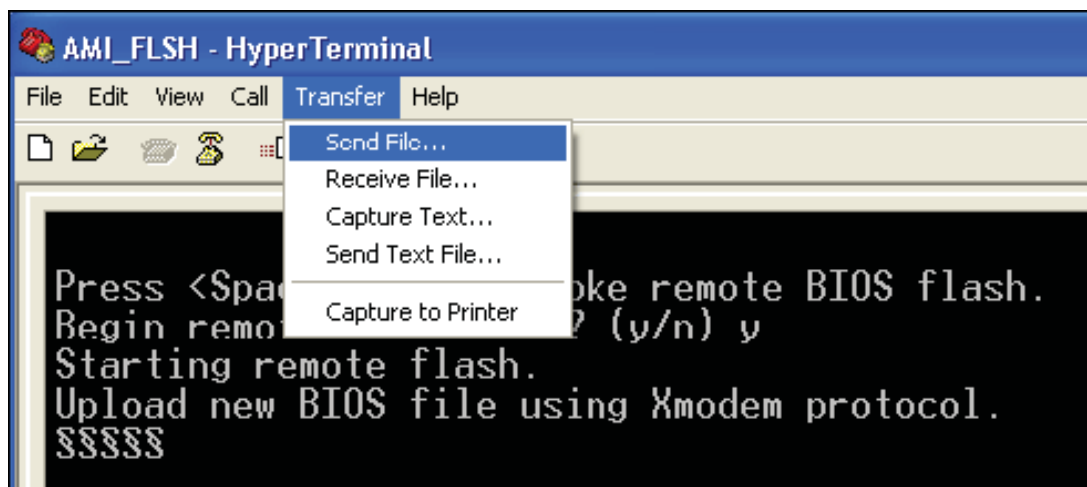 AMI_FLSH - HyperTerminal
File Edit View Call Transfer Help
Send File...
Receive File...
Capture Text...
Send Text File...
Capture to Printer
Press <Spa oke remote BIOS flash.
Begin remo ? (y/n) y
Starting remote flash.
Upload new BIOS file using Xmodem protocol.
§§§§§